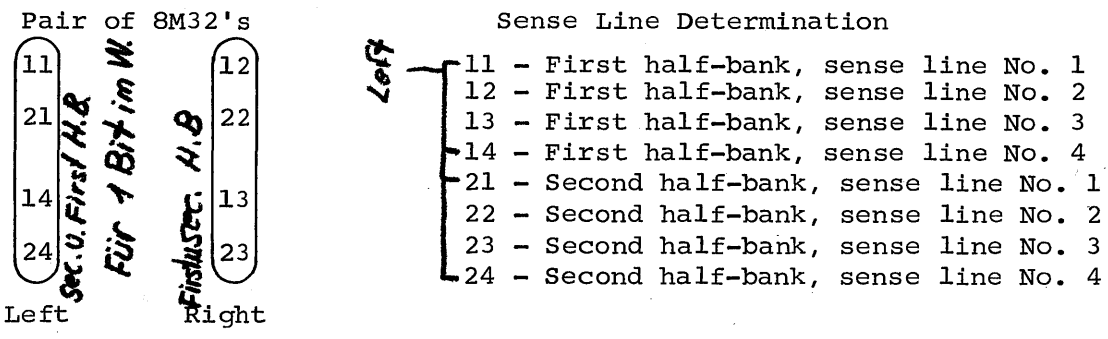 Pair of 8M32's
11
21
14
24
Sec. U. First H.B
Für 1 Bit im W.
First u sec. H.B
12
22
13
23
Left
Right
Sense Line Determination
Left
11 - First half-bank, sense line No. 1
12 - First half-bank, sense line No. 2
13 - First half-bank, sense line No. 3
14 - First half-bank, sense line No. 4
21 - Second half-bank, sense line No. 1
22 - Second half-bank, sense line No. 2
23 - Second half-bank, sense line No. 3
24 - Second half-bank, sense line No. 4